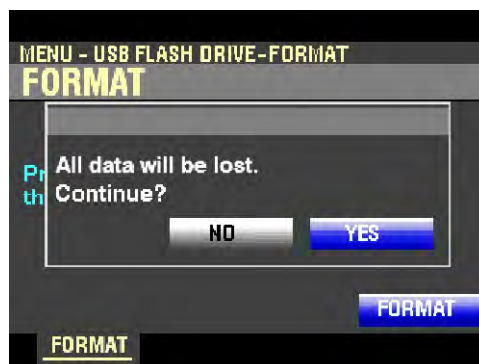 MENU - USB FLASH DRIVE-FORMAT
FORMAT
All data will be lost.
Continue?
NO
YES
FORMAT
FORMAT